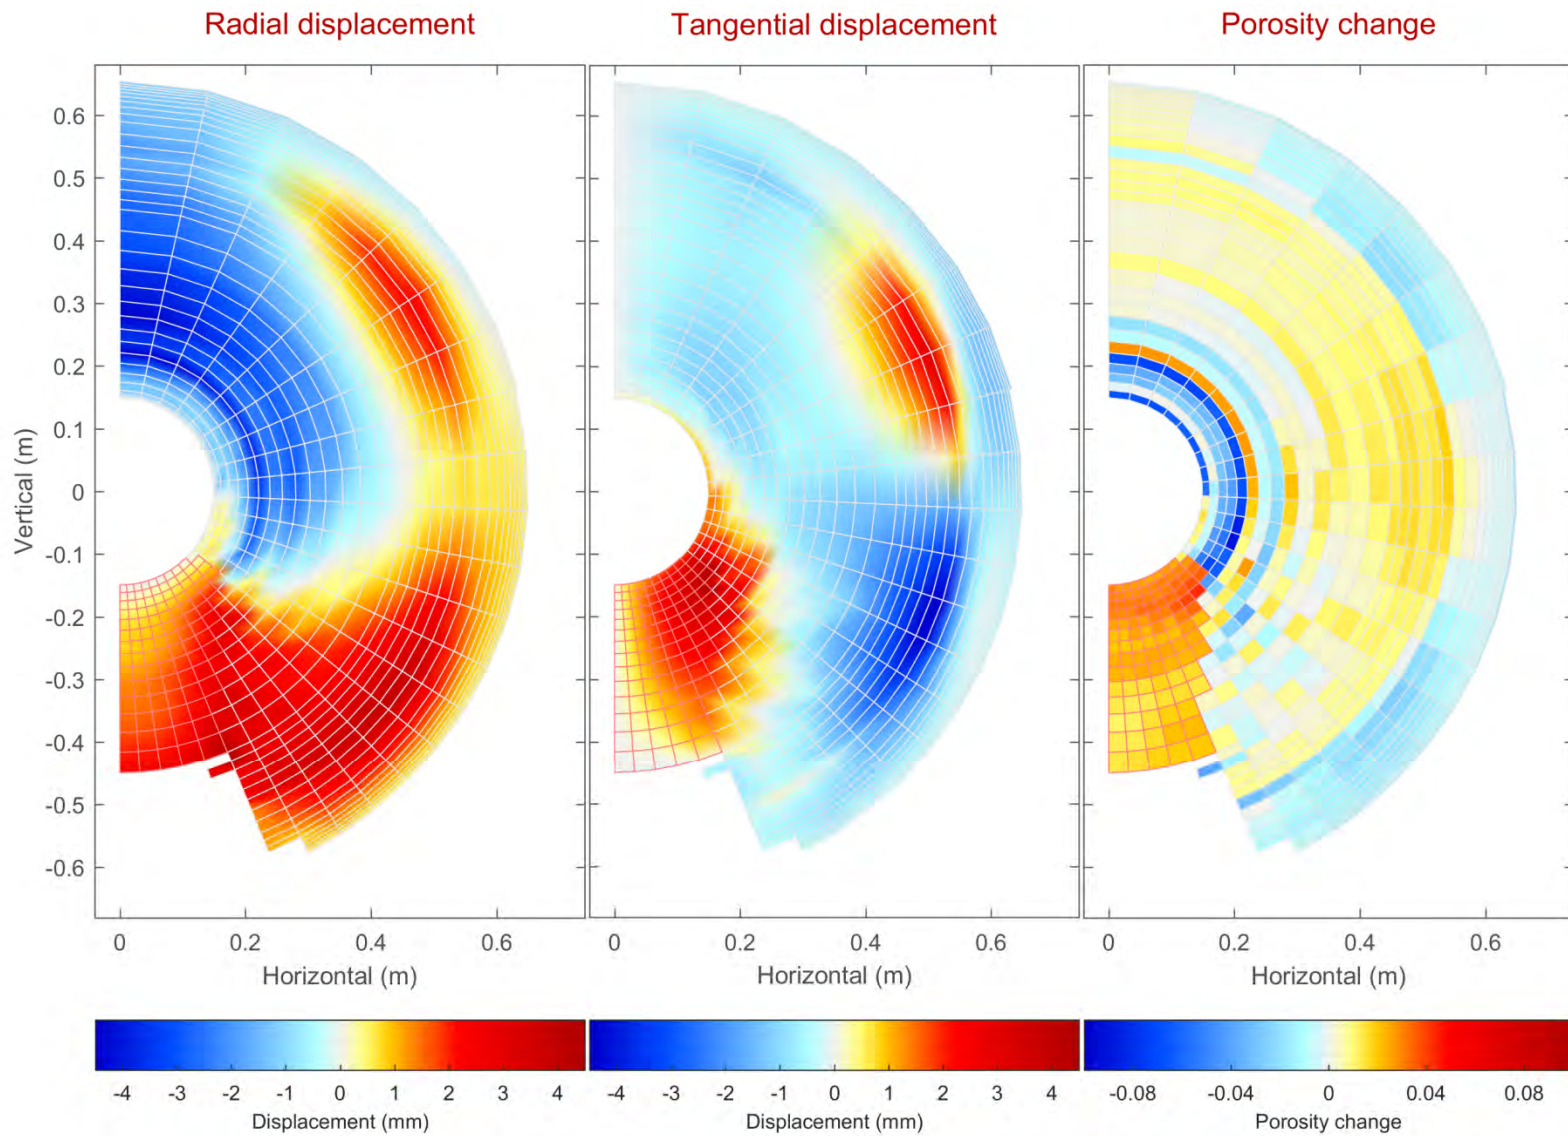 Radial displacement Tangential displacement Porosity change
0.6
0.5
0.4
0.3
0.2
0.1
0
-0.1
-0.2
-0.3
-0.4
-0.5
-0.6
Vertical (m)
0 0.2 0.4 0.6 0 0.2 0.4 0.6 0 0.2 0.4 0.6
Horizontal (m) Horizontal (m) Horizontal (m)
-4 -3 -2 -1 0 1 2 3 4 -4 -3 -2 -1 0 1 2 3 4 -0.08 -0.04 0 0.04 0.08
Displacement (mm) Displacement (mm) Porosity change